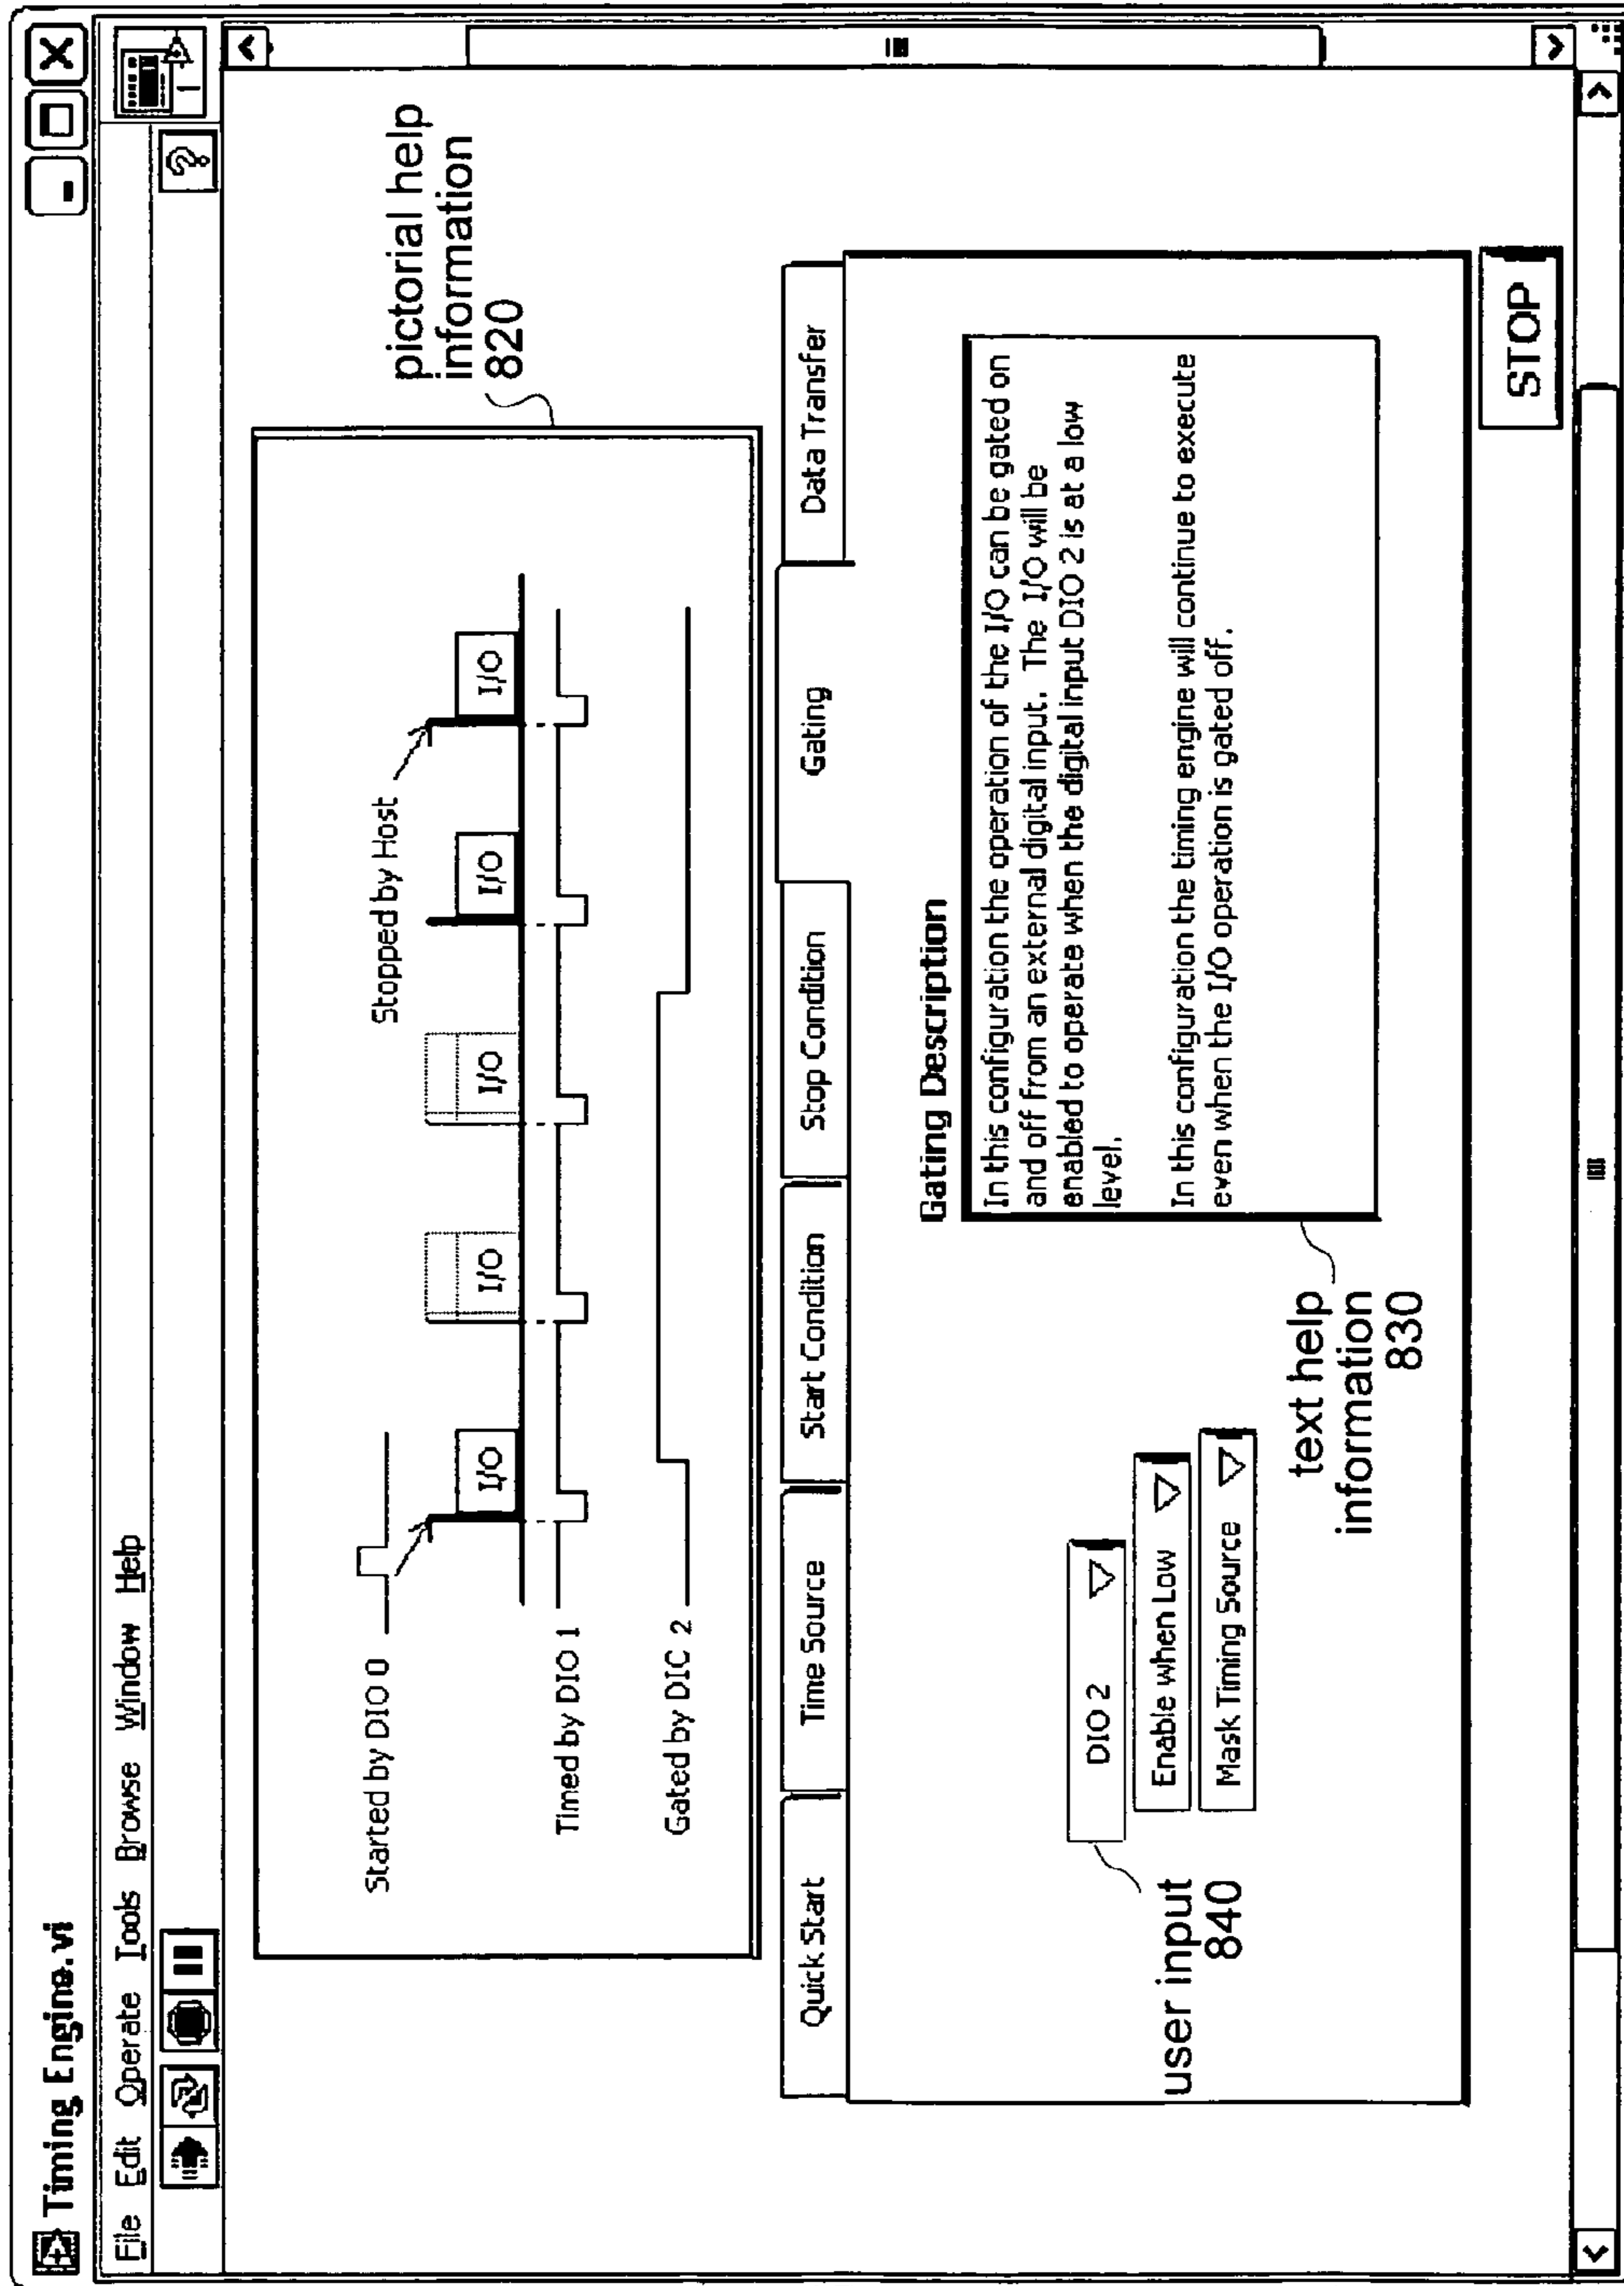 Timing Engine.vi
File Edit Operate Tools Browse Window Help
?
1
pictorial help
information
820
Started by DIO 0
Stopped by Host
I/O I/O I/O I/O I/O
Timed by DIO 1
Gated by DIC 2
Quick Start Time Source Start Condition Stop Condition Gating Data Transfer
user input
840
DIO 2
Enable when Low
Mask Timing Source
Gating Description
In this configuration the operation of the I/O can be gated on
and off from an external digital input. The I/O will be
enabled to operate when the digital input DIO 2 is at a low
level.
In this configuration the timing engine will continue to execute
even when the I/O operation is gated off.
text help
information
830
STOP